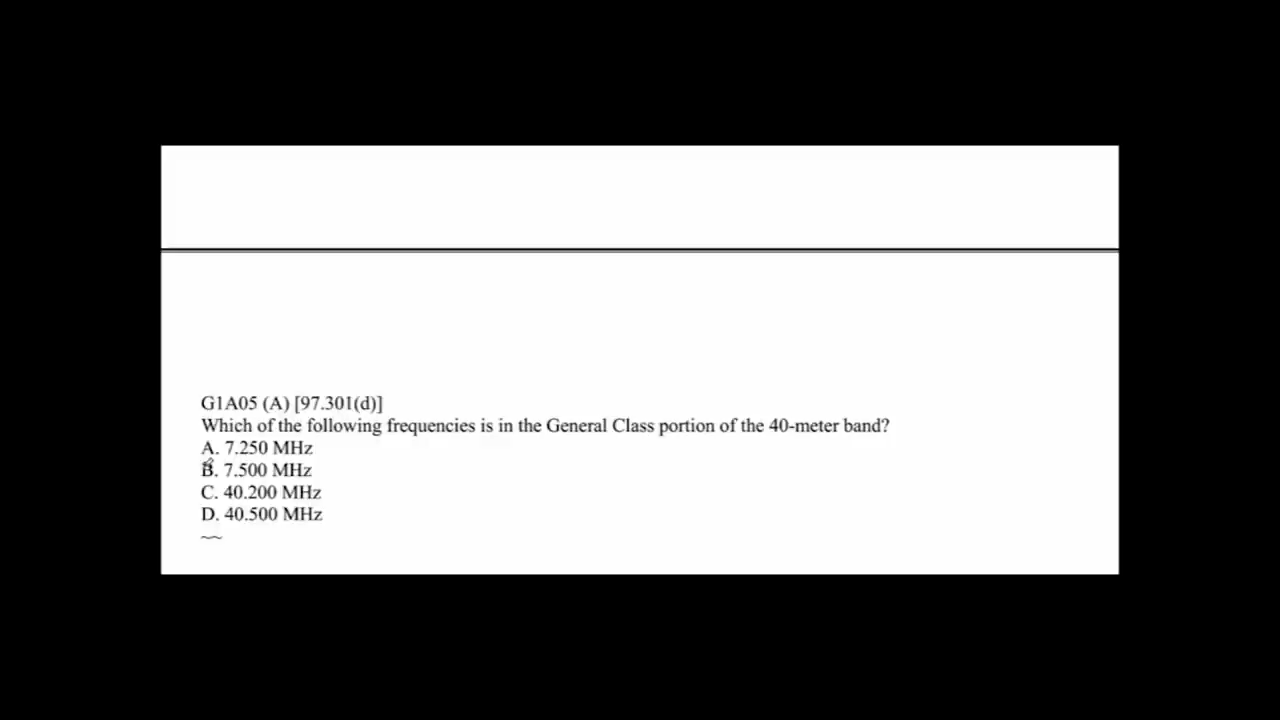 G1A05 (A) [97.301(d)]
Which of the following frequencies is in the General Class portion of the 40-meter band?
A. 7.250 MHz
B. 7.500 MHz
C. 40.200 MHz
D. 40.500 MHz
~~